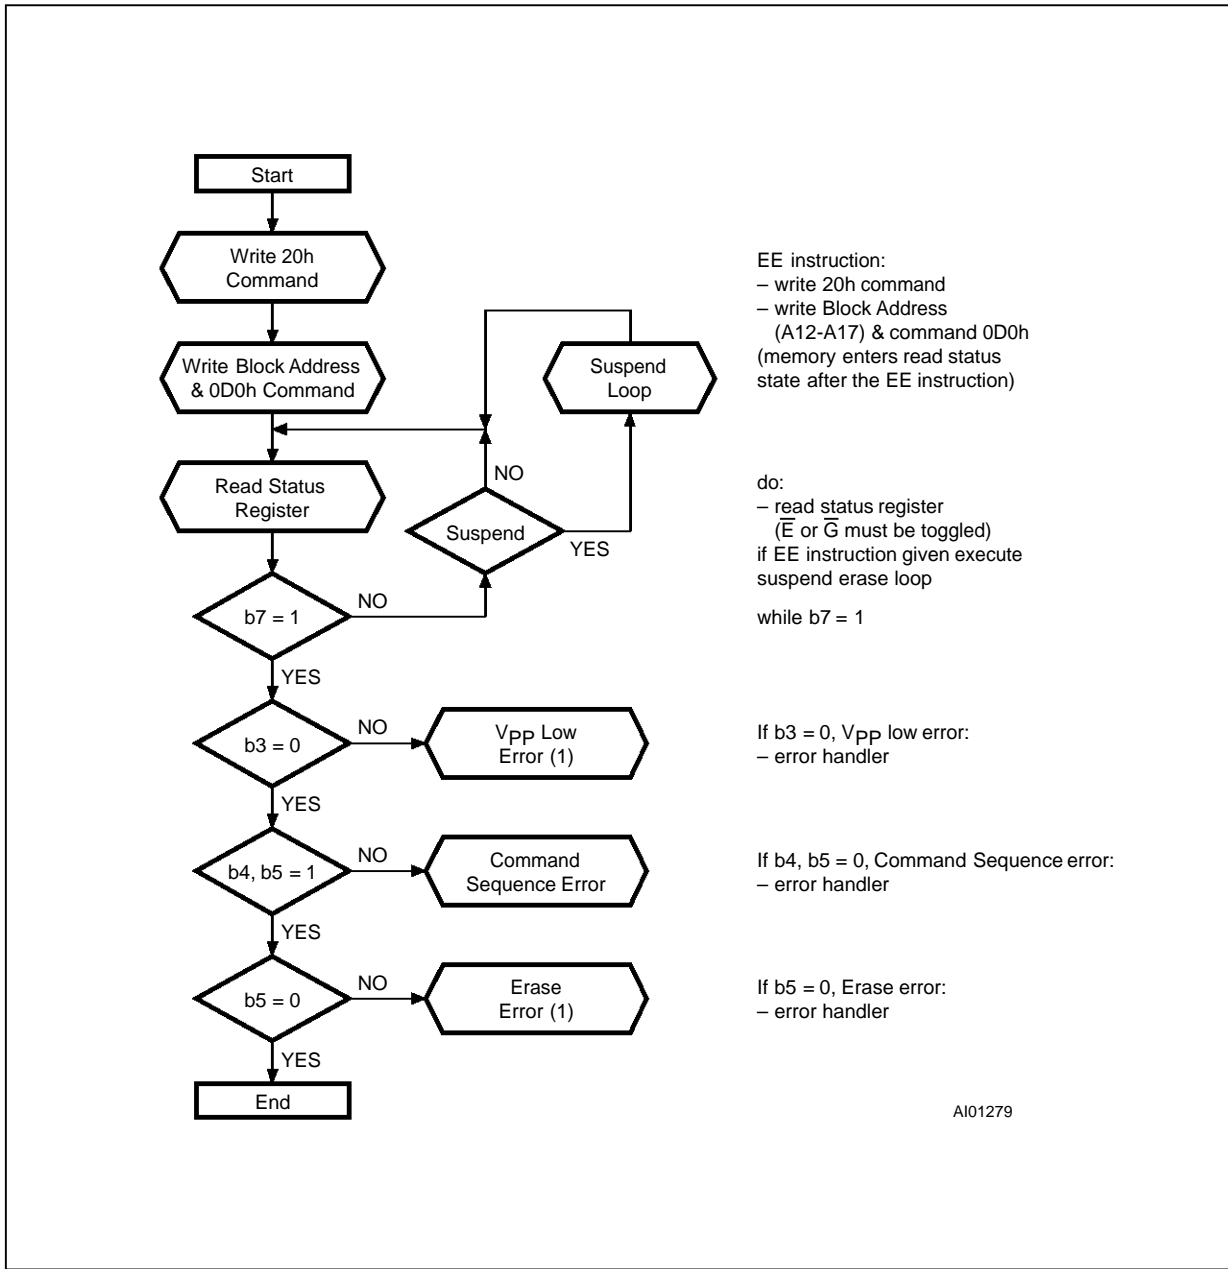 Start
Write 20h
Command
Write Block Address
& 0D0h Command
Read Status
Register
b7 = 1
NO
YES
Suspend
NO
YES
Suspend
Loop
b3 = 0
NO
YES
VPP Low
Error (1)
b4, b5 = 1
NO
YES
Command
Sequence Error
b5 = 0
NO
YES
Erase
Error (1)
End
EE instruction:
– write 20h command
– write Block Address
(A12-A17) & command 0D0h
(memory enters read status
state after the EE instruction)
do:
– read status register
(E̅ or G̅ must be toggled)
if EE instruction given execute
suspend erase loop
while b7 = 1
If b3 = 0, VPP low error:
– error handler
If b4, b5 = 0, Command Sequence error:
– error handler
If b5 = 0, Erase error:
– error handler
AI01279